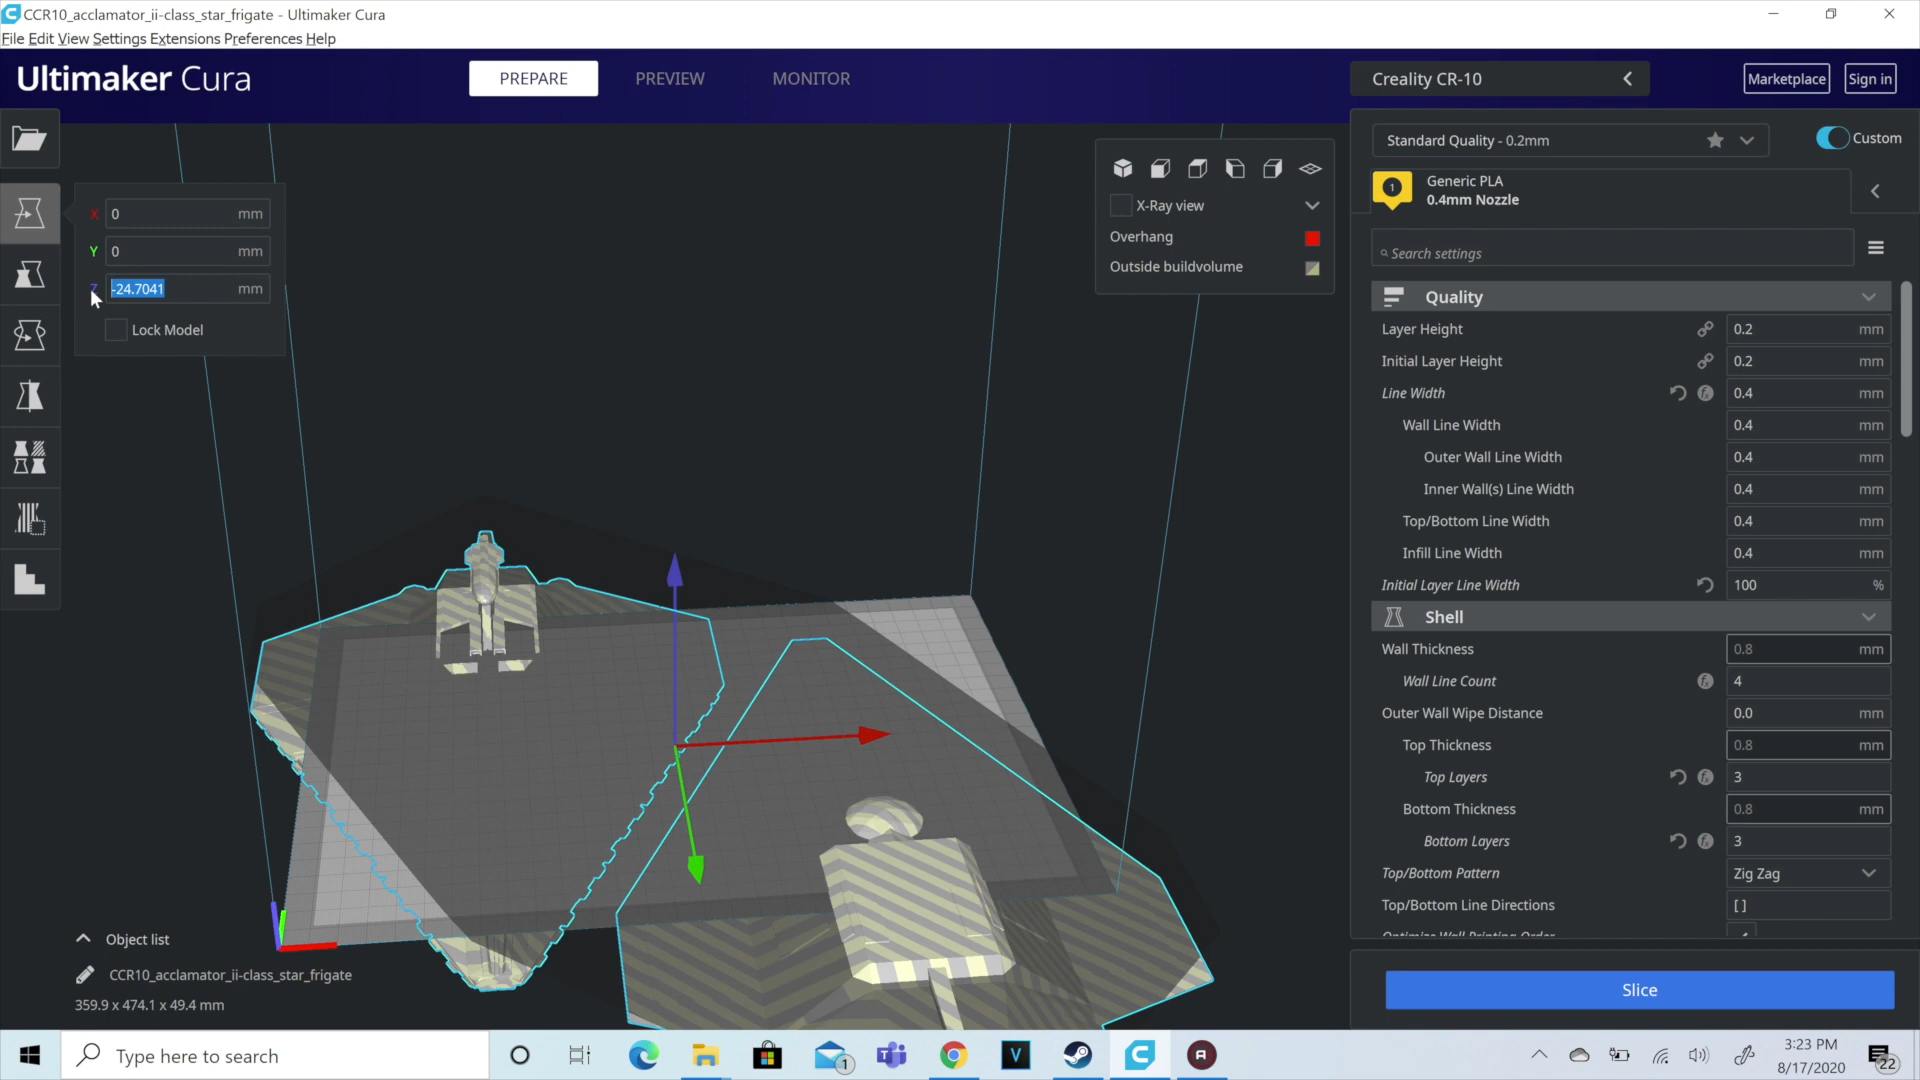 CCR10_acclamator_ii-class_star_frigate - Ultimaker Cura
File Edit View Settings Extensions Preferences Help
Ultimaker Cura
PREPARE
PREVIEW
MONITOR
Creality CR-10
Marketplace
Sign in
Standard Quality - 0.2mm
Custom
1
Generic PLA
0.4mm Nozzle
Search settings
X 0 mm
Y 0 mm
Z -24.7041 mm
Lock Model
X-Ray view
Overhang
Outside buildvolume
Quality
Layer Height 0.2 mm
Initial Layer Height 0.2 mm
Line Width 0.4 mm
Wall Line Width 0.4 mm
Outer Wall Line Width 0.4 mm
Inner Wall(s) Line Width 0.4 mm
Top/Bottom Line Width 0.4 mm
Infill Line Width 0.4 mm
Initial Layer Line Width 100 %
Shell
Wall Thickness 0.8 mm
Wall Line Count 4
Outer Wall Wipe Distance 0.0 mm
Top Thickness 0.8 mm
Top Layers 3
Bottom Thickness 0.8 mm
Bottom Layers 3
Top/Bottom Pattern Zig Zag
Top/Bottom Line Directions [ ]
Optimize Wall Printing Order
Object list
CCR10_acclamator_ii-class_star_frigate
359.9 x 474.1 x 49.4 mm
Slice
Type here to search
1
V
3:23 PM
8/17/2020
22